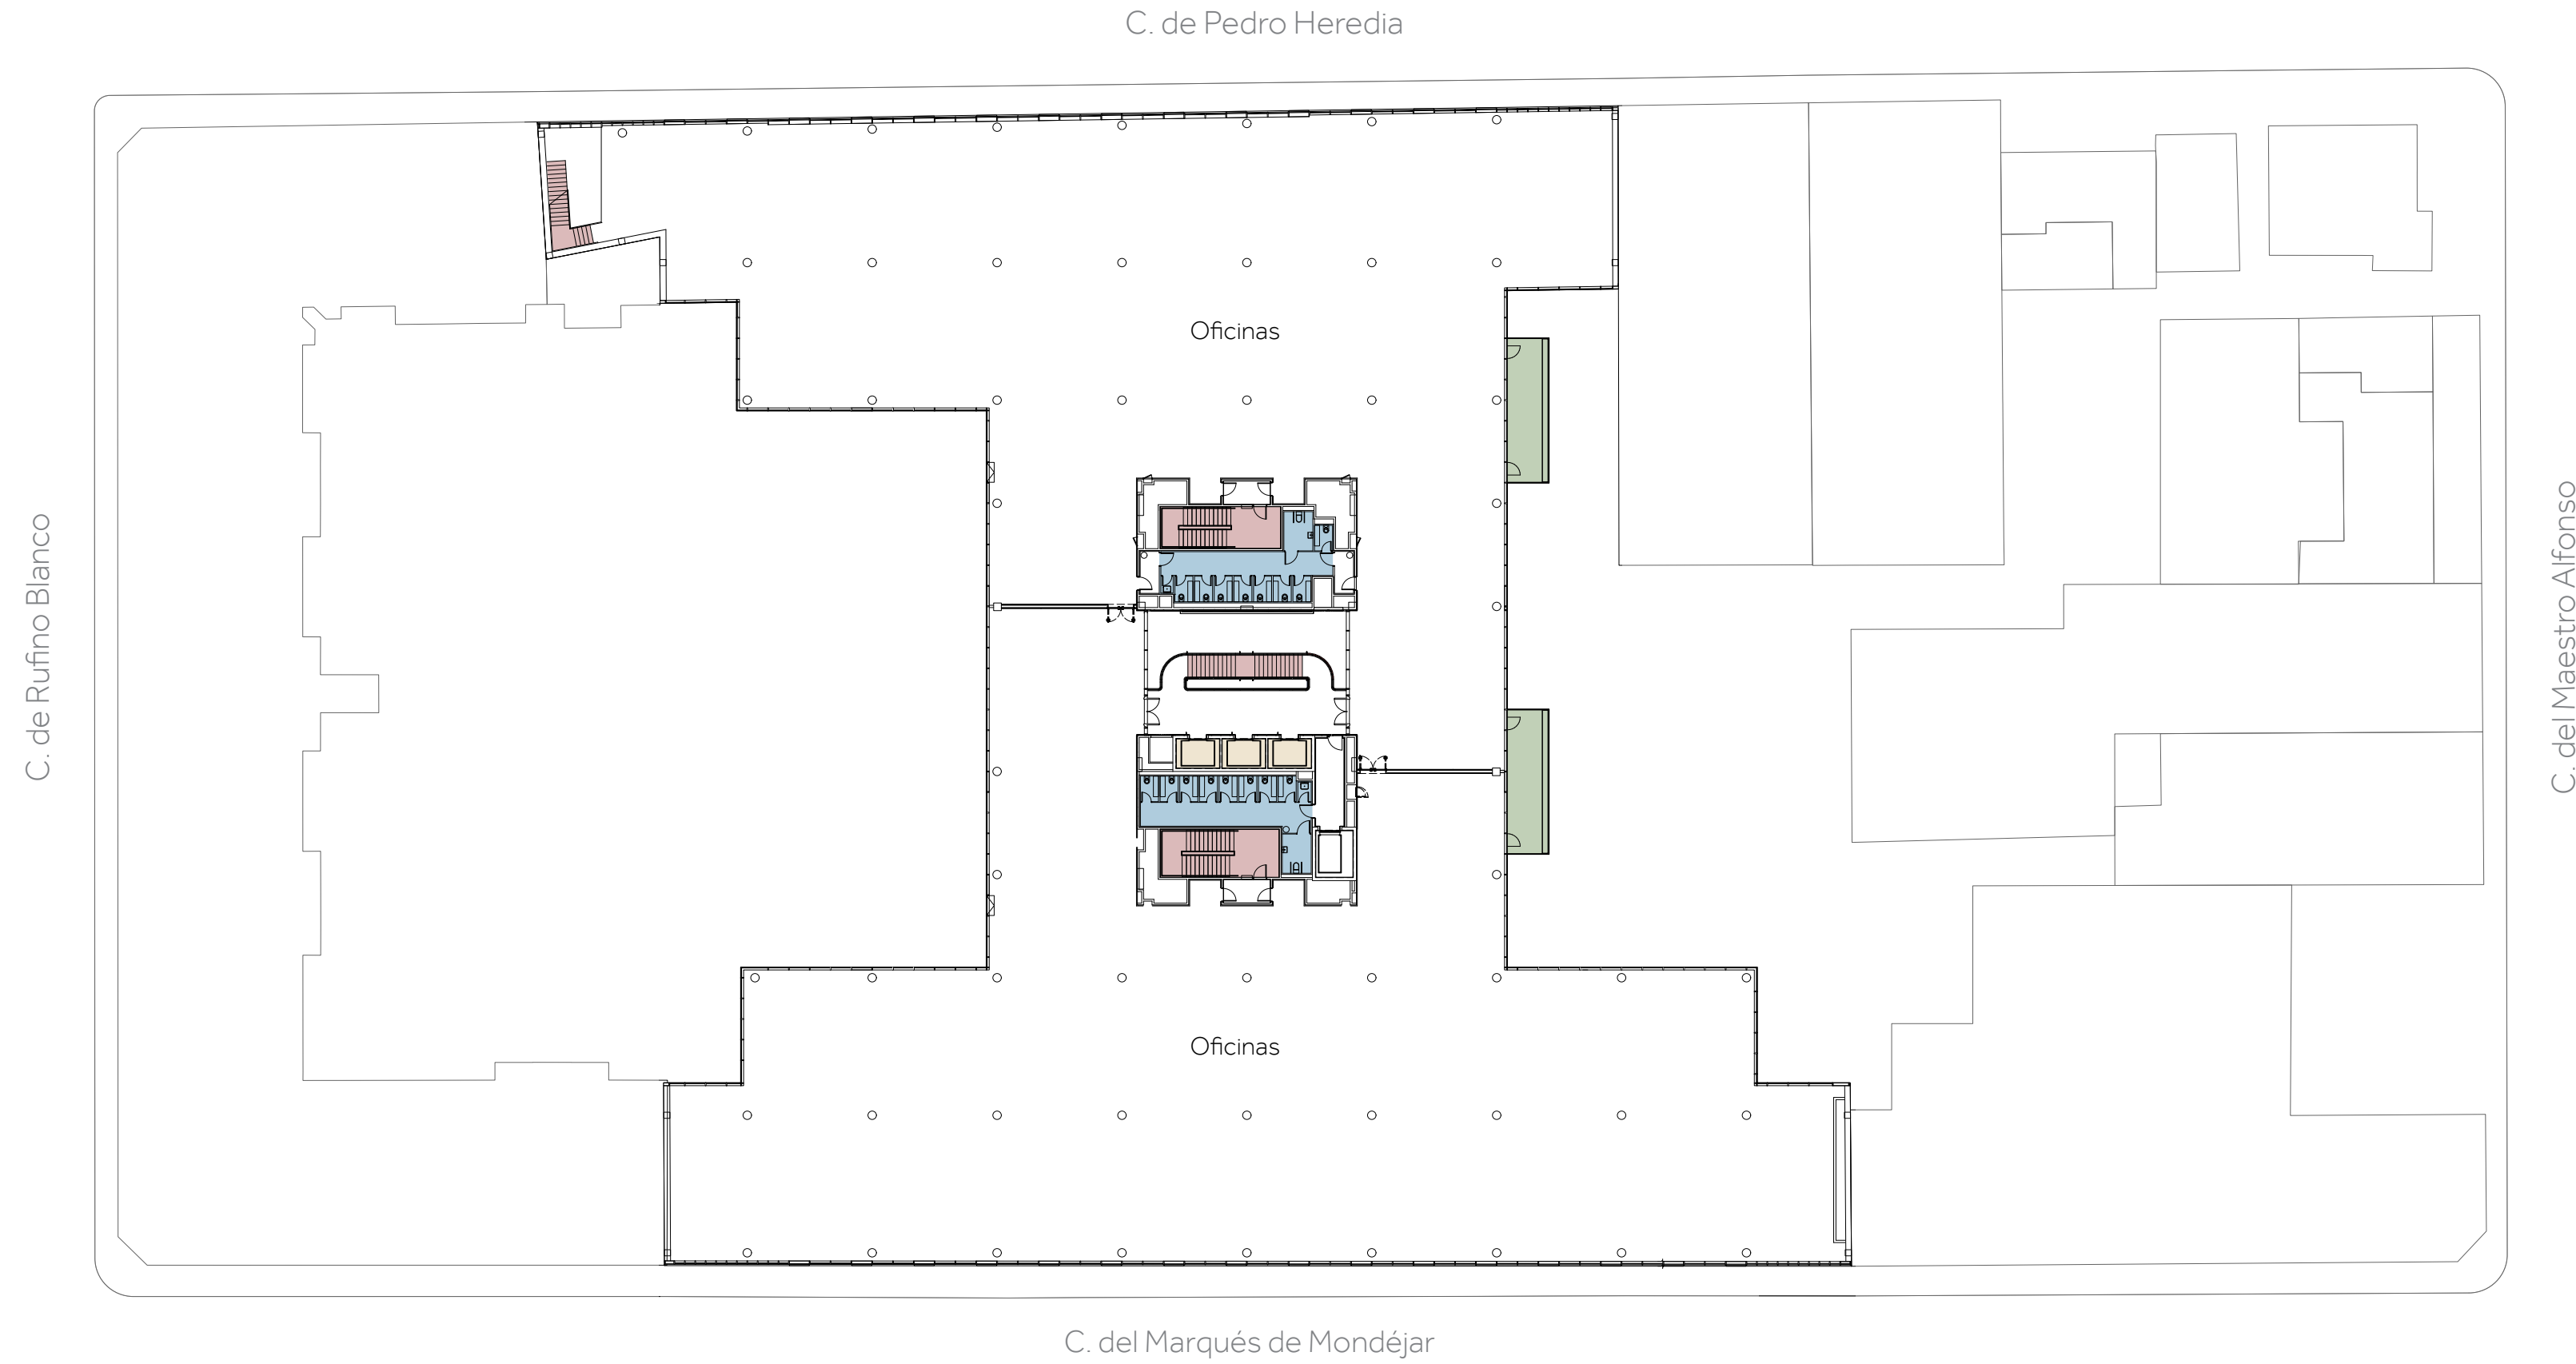 C. de Pedro Heredia
Oficinas
C. de Rufino Blanco
C. del Maestro Alfonso
Oficinas
C. del Marqués de Mondéjar